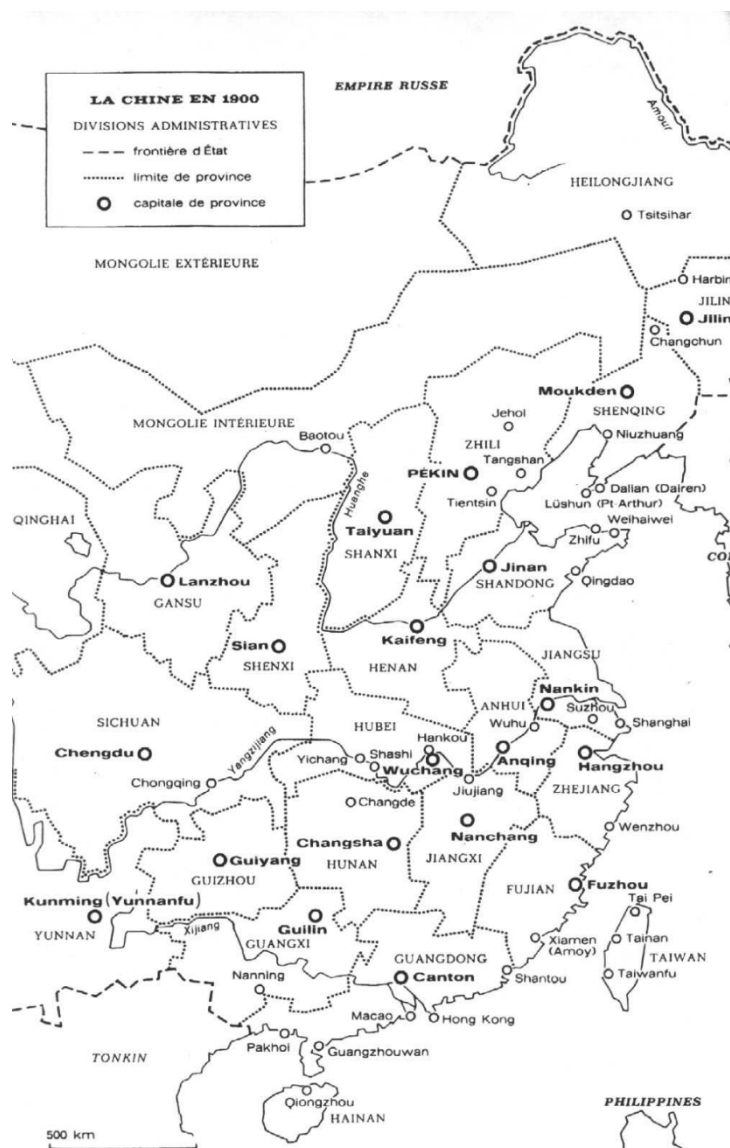 LA CHINE EN 1900
DIVISIONS ADMINISTRATIVES
frontière d'État
limite de province
capitale de province
EMPIRE RUSSE
Amour
HEILONGJIANG
Tsitsihar
MONGOLIE EXTÉRIEURE
Harbin
JILIN
Jilin
Changchun
Moukden
SHENQING
MONGOLIE INTÉRIEURE
Jehol
Niuzhuang
Baotou
ZHILI
Tangshan
PÉKIN
Huanghe
Tientsin
Dalian (Dairen)
Lüshun (Pt-Arthur)
QINGHAI
Taiyuan
Weihaiwei
SHANXI
Zhifu
Lanzhou
Jinan
GANSU
SHANDONG
Qingdao
Kaifeng
Sian
SHENXI
HENAN
JIANGSU
Nankin
SICHUAN
ANHUI
Suzhou
HUBEI
Wuhu
Shanghai
Chengdu
Yangzijiang
Hankou
Shashi
Yichang
Wuchang
Anqing
Hangzhou
Chongqing
Jiujiang
ZHEJIANG
Changde
Nanchang
Wenzhou
Changsha
Guiyang
HUNAN
JIANGXI
GUIZHOU
FUJIAN
Fuzhou
Kunming (Yunnanfu)
Tai Pei
Guilin
YUNNAN
Xijiang
GUANGXI
Xiamen
(Amoy)
Tainan
GUANGDONG
TAIWAN
Nanning
Canton
Shantou
Taiwanfu
Macao
Hong Kong
TONKIN
Pakhoi
Guangzhouwan
Qiongzhou
HAINAN
PHILIPPINES
500 km